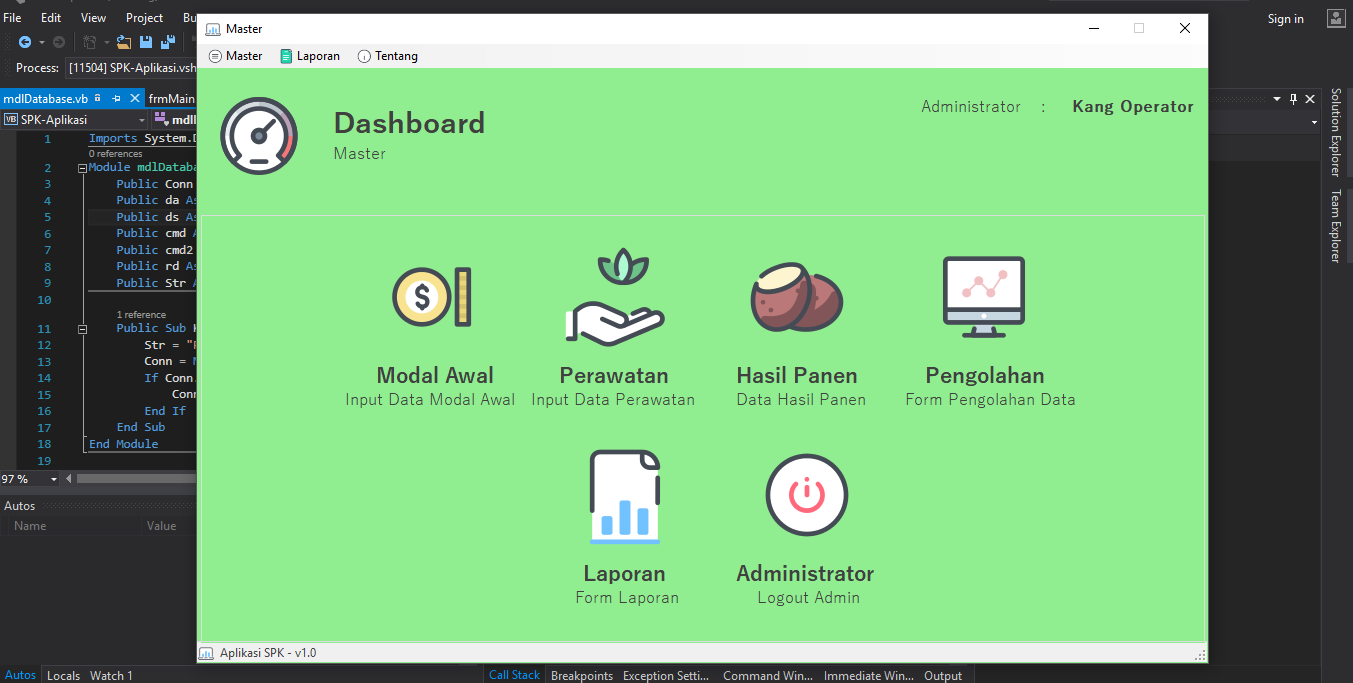 File Edit View Project Bu
Sign in
Process: [11504] SPK-Aplikasi.vsh
mdlDatabase.vb frmMain
VB SPK-Aplikasi mdl
1 Imports System.D
0 references
2 Module mdlDataba
3 Public Conn
4 Public da As
5 Public ds As
6 Public cmd A
7 Public cmd2
8 Public rd As
9 Public Str A
10
1 reference
11 Public Sub K
12 Str = "
13 Conn = N
14 If Conn.
15 Conn
16 End If
17 End Sub
18 End Module
19
97 %
Autos
Name Value
Autos Locals Watch 1
Master
Master Laporan Tentang
Dashboard
Master
Administrator : Kang Operator
$
Modal Awal Perawatan Hasil Panen Pengolahan
Input Data Modal Awal Input Data Perawatan Data Hasil Panen Form Pengolahan Data
Laporan Administrator
Form Laporan Logout Admin
Aplikasi SPK - v1.0
Call Stack Breakpoints Exception Setti... Command Win... Immediate Win... Output
Solution Explorer
Team Explorer